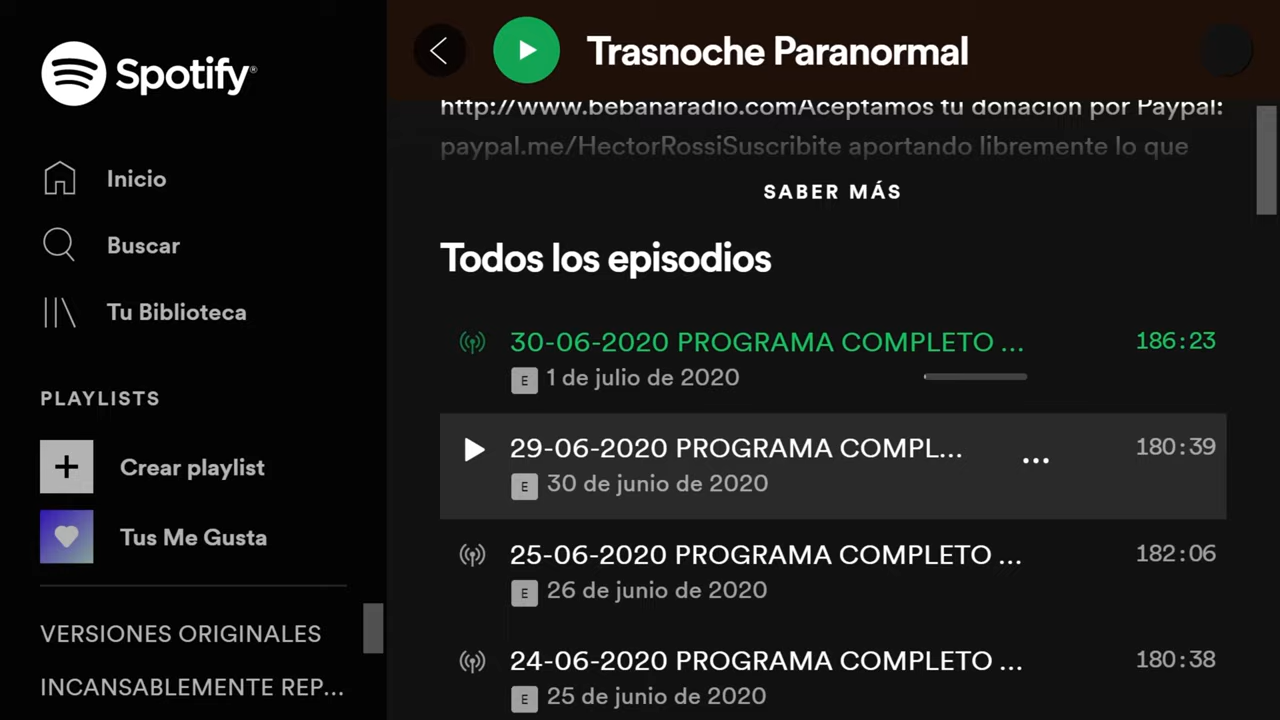 Spotify®
Inicio
Buscar
Tu Biblioteca
PLAYLISTS
Crear playlist
Tus Me Gusta
VERSIONES ORIGINALES
INCANSABLEMENTE REP...
Trasnoche Paranormal
http://www.bebanaradio.comAceptamos tu donación por Paypal:
paypal.me/HectorRossiSuscribite aportando libremente lo que
SABER MÁS
Todos los episodios
30-06-2020 PROGRAMA COMPLETO ... 186:23
E 1 de julio de 2020
29-06-2020 PROGRAMA COMPL... ... 180:39
E 30 de junio de 2020
25-06-2020 PROGRAMA COMPLETO ... 182:06
E 26 de junio de 2020
24-06-2020 PROGRAMA COMPLETO ... 180:38
E 25 de junio de 2020